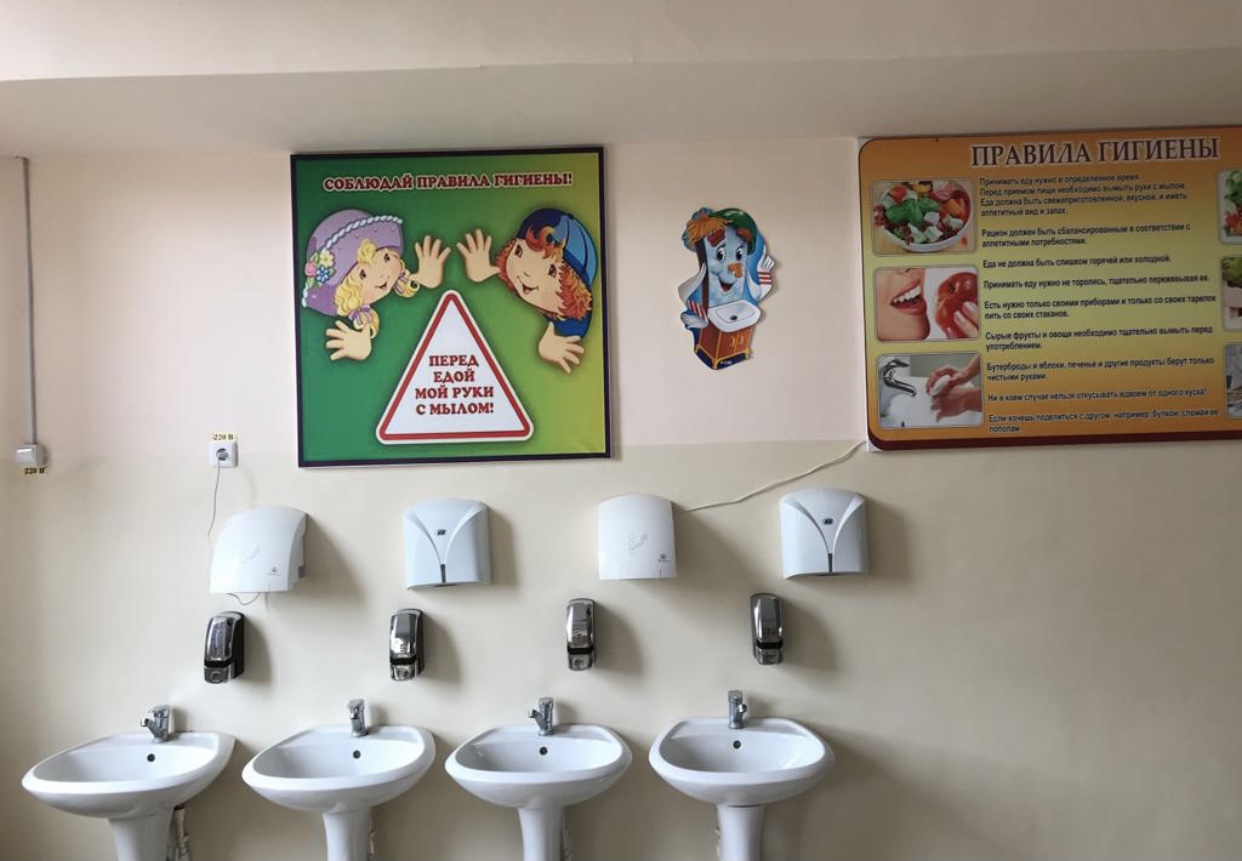 СОБЛЮДАЙ ПРАВИЛА ГИГИЕНЫ!
ПЕРЕД
ЕДОЙ
МОЙ РУКИ
С МЫЛОМ!
ПРАВИЛА ГИГИЕНЫ
Принимать еду нужно в определенное время.
Перед приемом пищи необходимо вымыть руки с мылом.
Еда должна быть свежеприготовленной, вкусной, и иметь
аппетитный вид и запах.
Рацион должен быть сбалансированным в соответствии с
аппетитными потребностями.
Еда не должна быть слишком горячей или холодной.
Принимать еду не торопясь, тщательно пережевывая ее.
Есть нужно только своими приборами и только со своих тарелок
пить со своих стаканов.
Сырые фрукты и овощи необходимо тщательно вымыть перед
употреблением.
Бутерброды и яблоки, печенье и другие продукты берут только
чистыми руками.
Ни в коем случае нельзя откусывать вдвоем от одного куска!
Если хочешь поделиться с другом, например, булкой, сломай ее
пополам
220 В
220 В